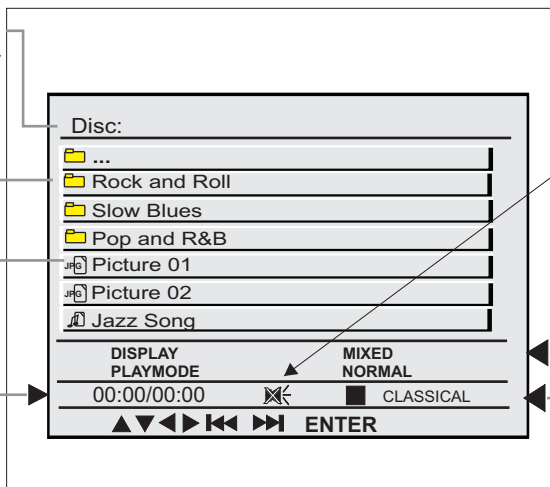 Disc:
...
Rock and Roll
Slow Blues
Pop and R&B
JPG Picture 01
JPG Picture 02
Jazz Song
DISPLAY MIXED
PLAYMODE NORMAL
00:00/00:00 CLASSICAL
ENTER